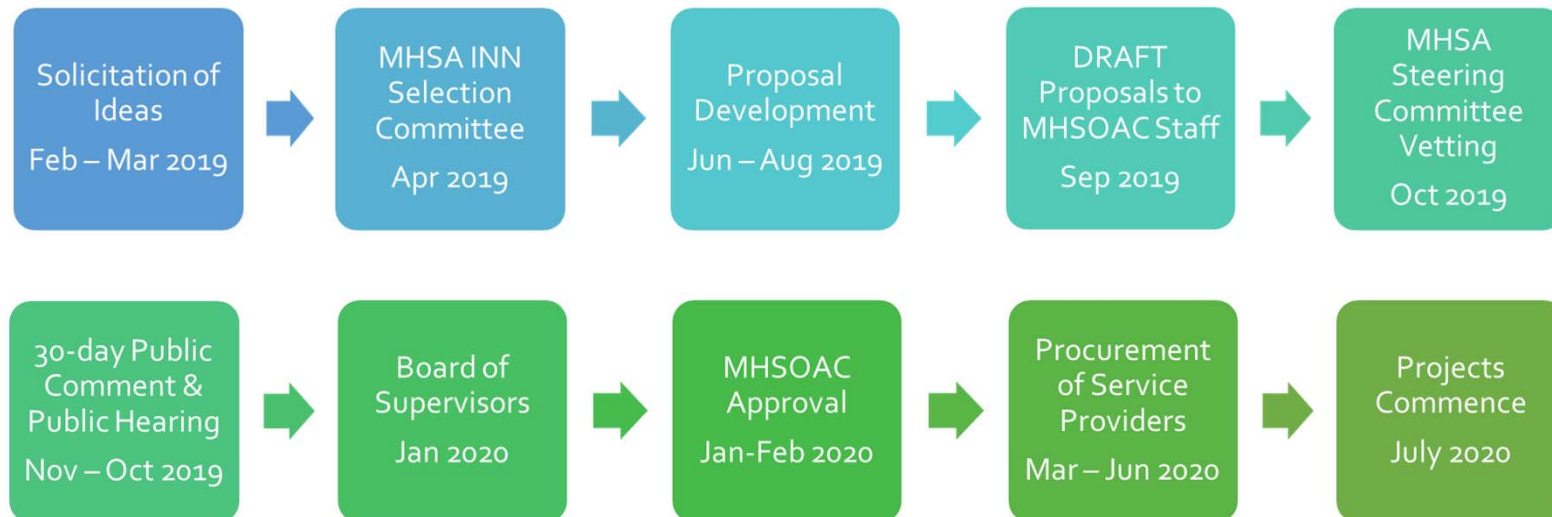 Solicitation of
Ideas
Feb – Mar 2019
MHSA INN
Selection
Committee
Apr 2019
Proposal
Development
Jun – Aug 2019
DRAFT
Proposals to
MHSOAC Staff
Sep 2019
MHSA
Steering
Committee
Vetting
Oct 2019
30-day Public
Comment &
Public Hearing
Nov – Oct 2019
Board of
Supervisors
Jan 2020
MHSOAC
Approval
Jan-Feb 2020
Procurement
of Service
Providers
Mar – Jun 2020
Projects
Commence
July 2020